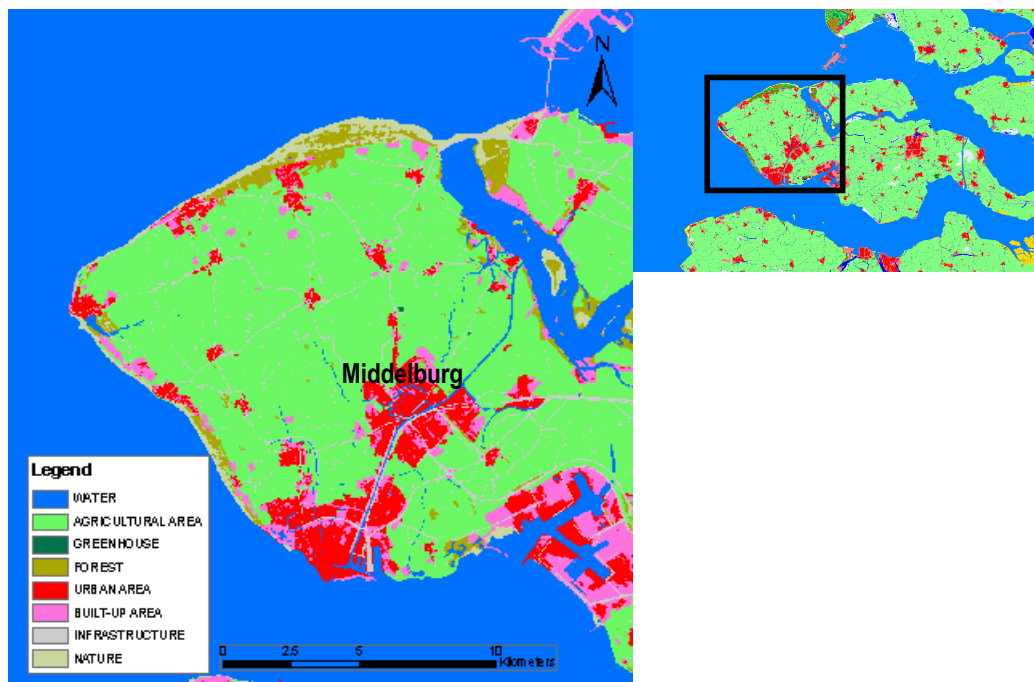 N
Middelburg
Legend
WATER
AGRICULTURAL AREA
GREENHOUSE
FOREST
URBAN AREA
BUILT-UP AREA
INFRASTRUCTURE
NATURE
0 2.5 5 10
Kilometers